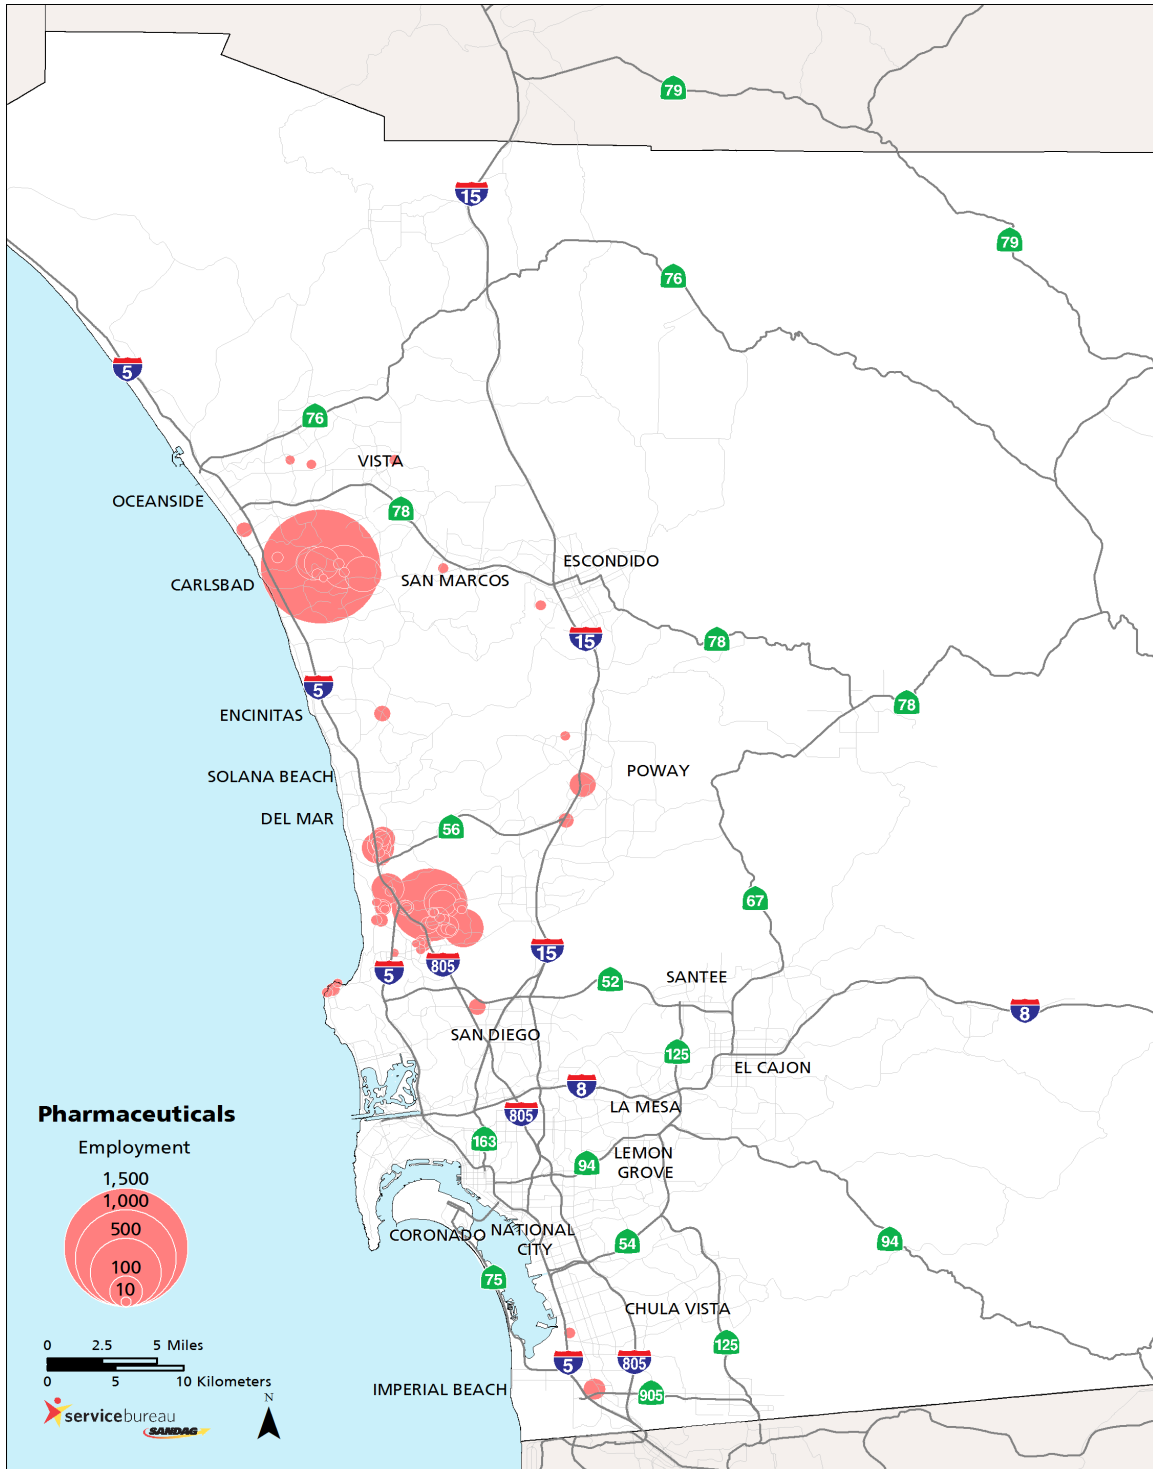 79
15
79
76
5
76
VISTA
OCEANSIDE
78
ESCONDIDO
CARLSBAD
SAN MARCOS
15
78
5
78
ENCINITAS
POWAY
SOLANA BEACH
DEL MAR
56
67
15
5
805
52
SANTEE
8
SAN DIEGO
125
EL CAJON
8
LA MESA
805
163
LEMON
GROVE
94
CORONADO
NATIONAL
CITY
54
94
75
CHULA VISTA
125
5
805
IMPERIAL BEACH
905
Pharmaceuticals
Employment
1,500
1,000
500
100
10
0 2.5 5 Miles
0 5 10 Kilometers
N
servicebureau
SANDAG